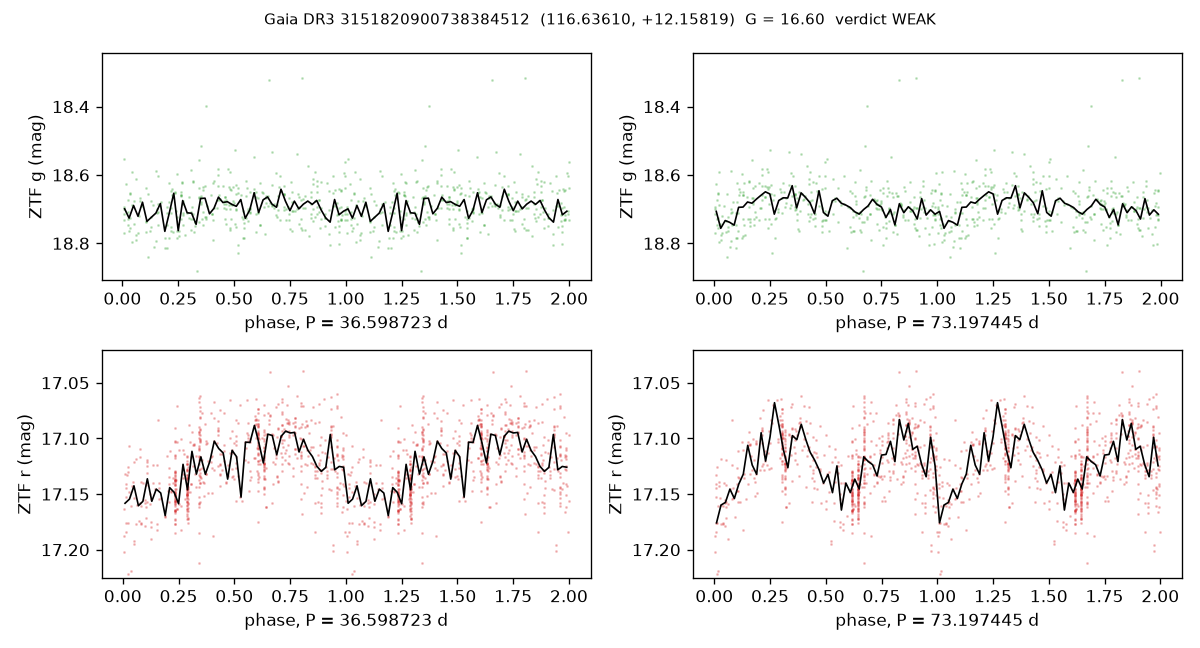 Gaia DR3 3151820900738384512 (116.63610, +12.15819) G = 16.60 verdict WEAK
ZTF g (mag)
18.4
18.6
18.8
0.00 0.25 0.50 0.75 1.00 1.25 1.50 1.75 2.00
phase, P = 36.598723 d
ZTF g (mag)
18.4
18.6
18.8
0.00 0.25 0.50 0.75 1.00 1.25 1.50 1.75 2.00
phase, P = 73.197445 d
ZTF r (mag)
17.05
17.10
17.15
17.20
0.00 0.25 0.50 0.75 1.00 1.25 1.50 1.75 2.00
phase, P = 36.598723 d
ZTF r (mag)
17.05
17.10
17.15
17.20
0.00 0.25 0.50 0.75 1.00 1.25 1.50 1.75 2.00
phase, P = 73.197445 d